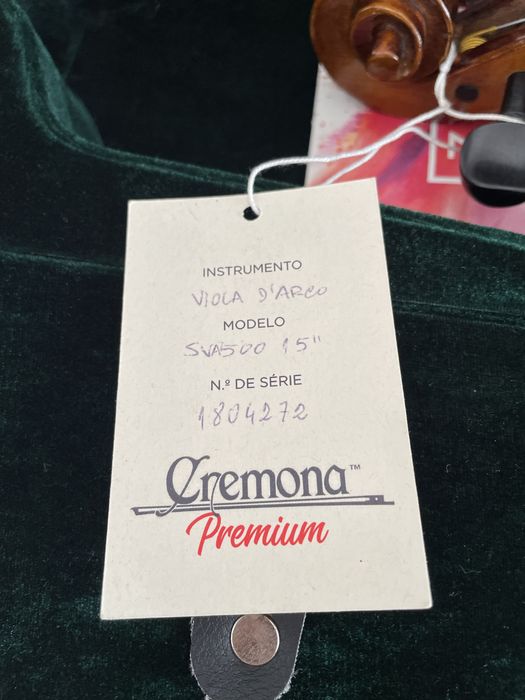 INSTRUMENTO
VIOLA D'ARCO
MODELO
SVA500 15"
N.º DE SÉRIE
1804272
Cremona™
Premium